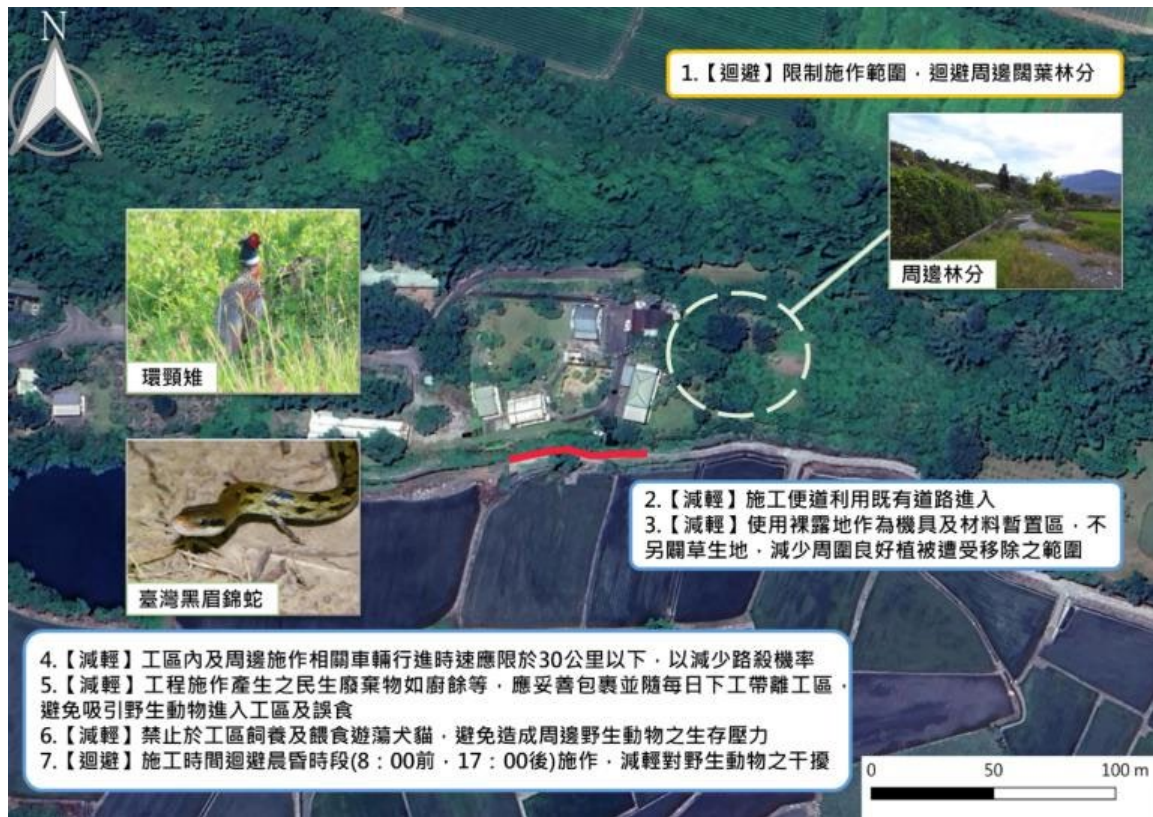 N
1.【迴避】限制施作範圍，迴避周邊闊葉林分
周邊林分
環頸雉
臺灣黑眉錦蛇
2.【減輕】施工便道利用既有道路進入
3.【減輕】使用裸露地作為機具及材料暫置區，不
另闢草生地，減少周圍良好植被遭受移除之範圍
4.【減輕】工區內及周邊施作相關車輛行進時速應限於30公里以下，以減少路殺機率
5.【減輕】工程施作產生之民生廢棄物如廚餘等，應妥善包裹並隨每日下工帶離工區，
避免吸引野生動物進入工區及誤食
6.【減輕】禁止於工區飼養及餵食遊蕩犬貓，避免造成周邊野生動物之生存壓力
7.【迴避】施工時間迴避晨昏時段(8：00前，17：00後)施作，減輕對野生動物之干擾
0 50 100 m